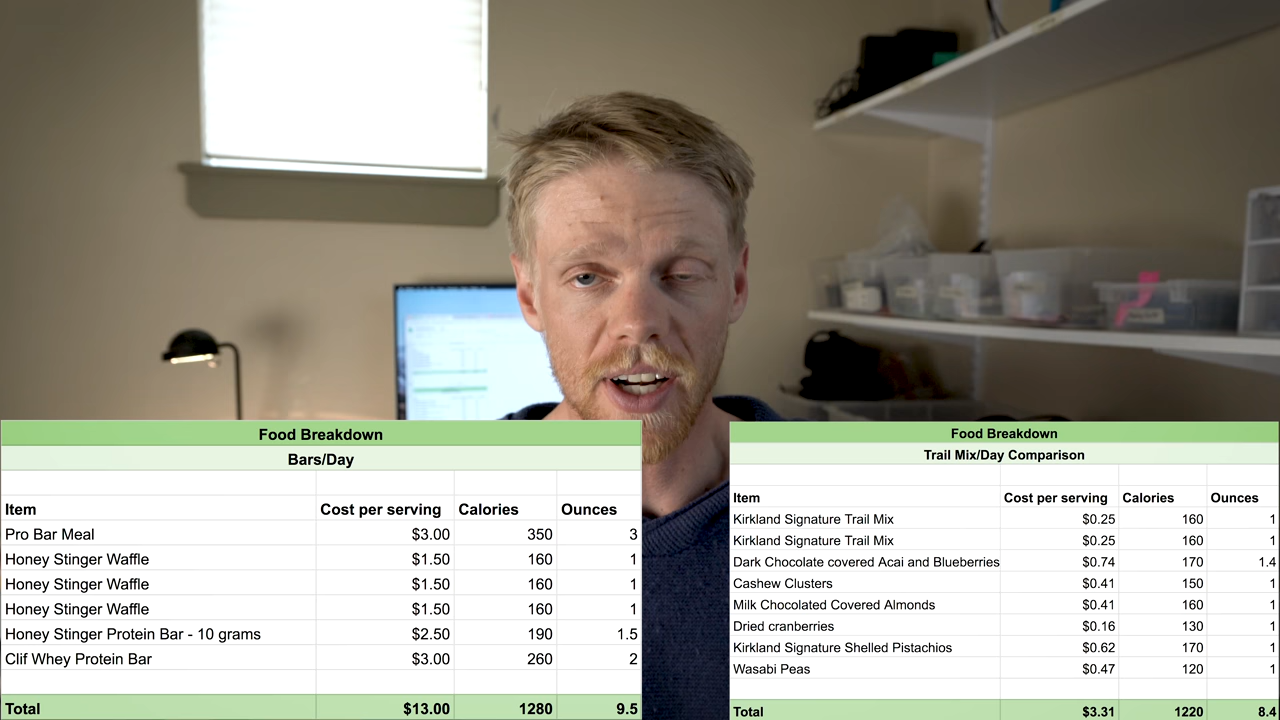 Food Breakdown
Bars/Day
Item Cost per serving Calories Ounces
Pro Bar Meal $3.00 350 3
Honey Stinger Waffle $1.50 160 1
Honey Stinger Waffle $1.50 160 1
Honey Stinger Waffle $1.50 160 1
Honey Stinger Protein Bar - 10 grams $2.50 190 1.5
Clif Whey Protein Bar $3.00 260 2
Total $13.00 1280 9.5
Food Breakdown
Trail Mix/Day Comparison
Item Cost per serving Calories Ounces
Kirkland Signature Trail Mix $0.25 160 1
Kirkland Signature Trail Mix $0.25 160 1
Dark Chocolate covered Acai and Blueberries $0.74 170 1.4
Cashew Clusters $0.41 150 1
Milk Chocolated Covered Almonds $0.41 160 1
Dried cranberries $0.16 130 1
Kirkland Signature Shelled Pistachios $0.62 170 1
Wasabi Peas $0.47 120 1
Total $3.31 1220 8.4